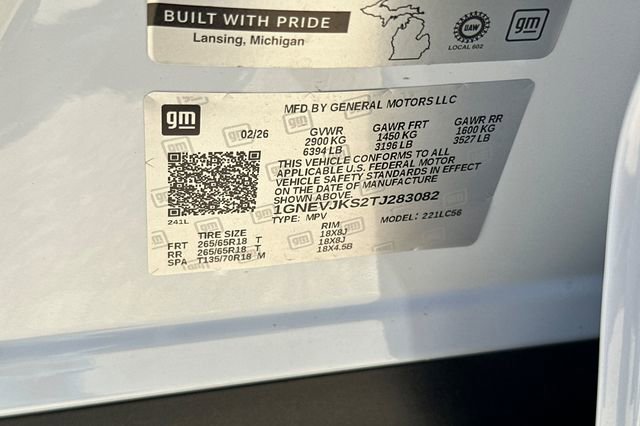 BUILT WITH PRIDE
Lansing, Michigan
UAW
LOCAL 602
gm
gm
MFD BY GENERAL MOTORS LLC
02/26 GVWR GAWR FRT GAWR RR
2900 KG 1450 KG 1600 KG
6394 LB 3196 LB 3527 LB
THIS VEHICLE CONFORMS TO ALL
APPLICABLE U.S. FEDERAL MOTOR
VEHICLE SAFETY STANDARDS IN EFFECT
ON THE DATE OF MANUFACTURE
1GNEVJKS2TJ283082
241L TYPE: MPV MODEL: 221LC56
TIRE SIZE RIM
FRT 265/65R18 T 18X8J
RR 265/65R18 T 18X8J
SPA T135/70R18 M 18X4.5B